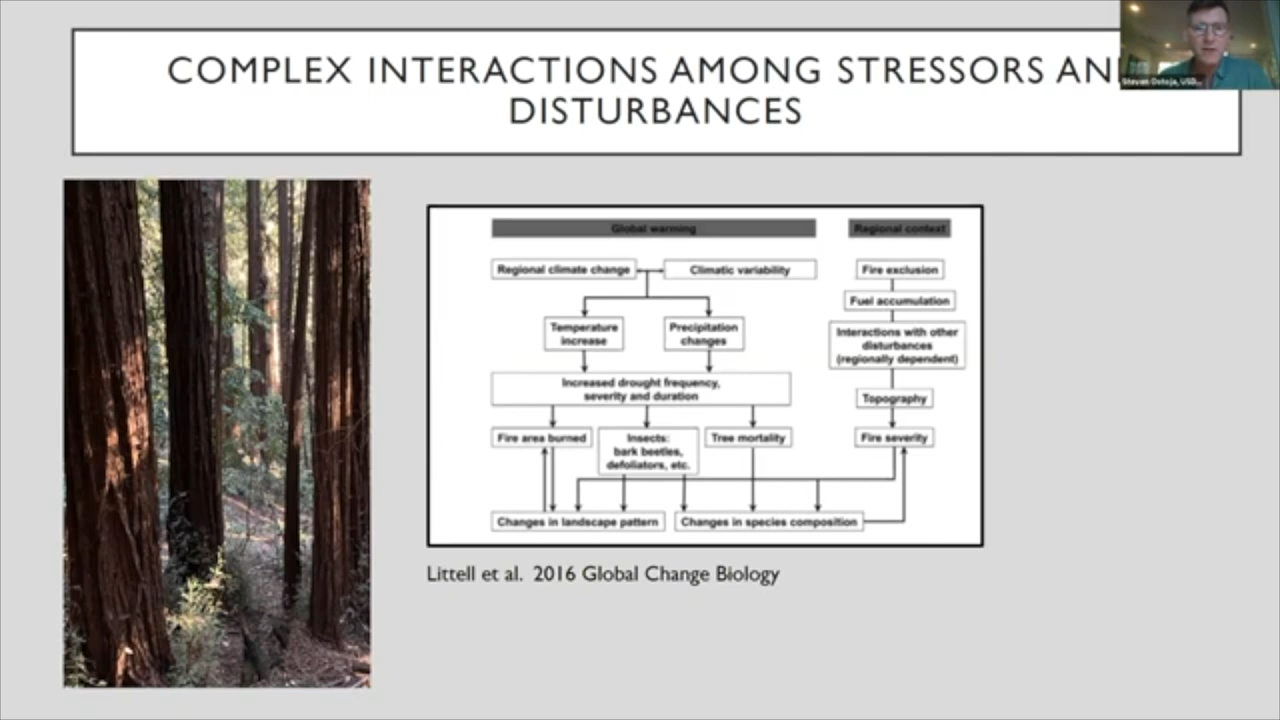 COMPLEX INTERACTIONS AMONG STRESSORS AN
DISTURBANCES
Steven Ostoja, USD...
Global warming
Regional context
Regional climate change
Climatic variability
Fire exclusion
Fuel accumulation
Temperature
increase
Precipitation
changes
Interactions with other
disturbances
(regionally dependent)
Increased drought frequency,
severity and duration
Topography
Fire area burned
Insects:
bark beetles,
defoliators, etc.
Tree mortality
Fire severity
Changes in landscape pattern
Changes in species composition
Littell et al. 2016 Global Change Biology